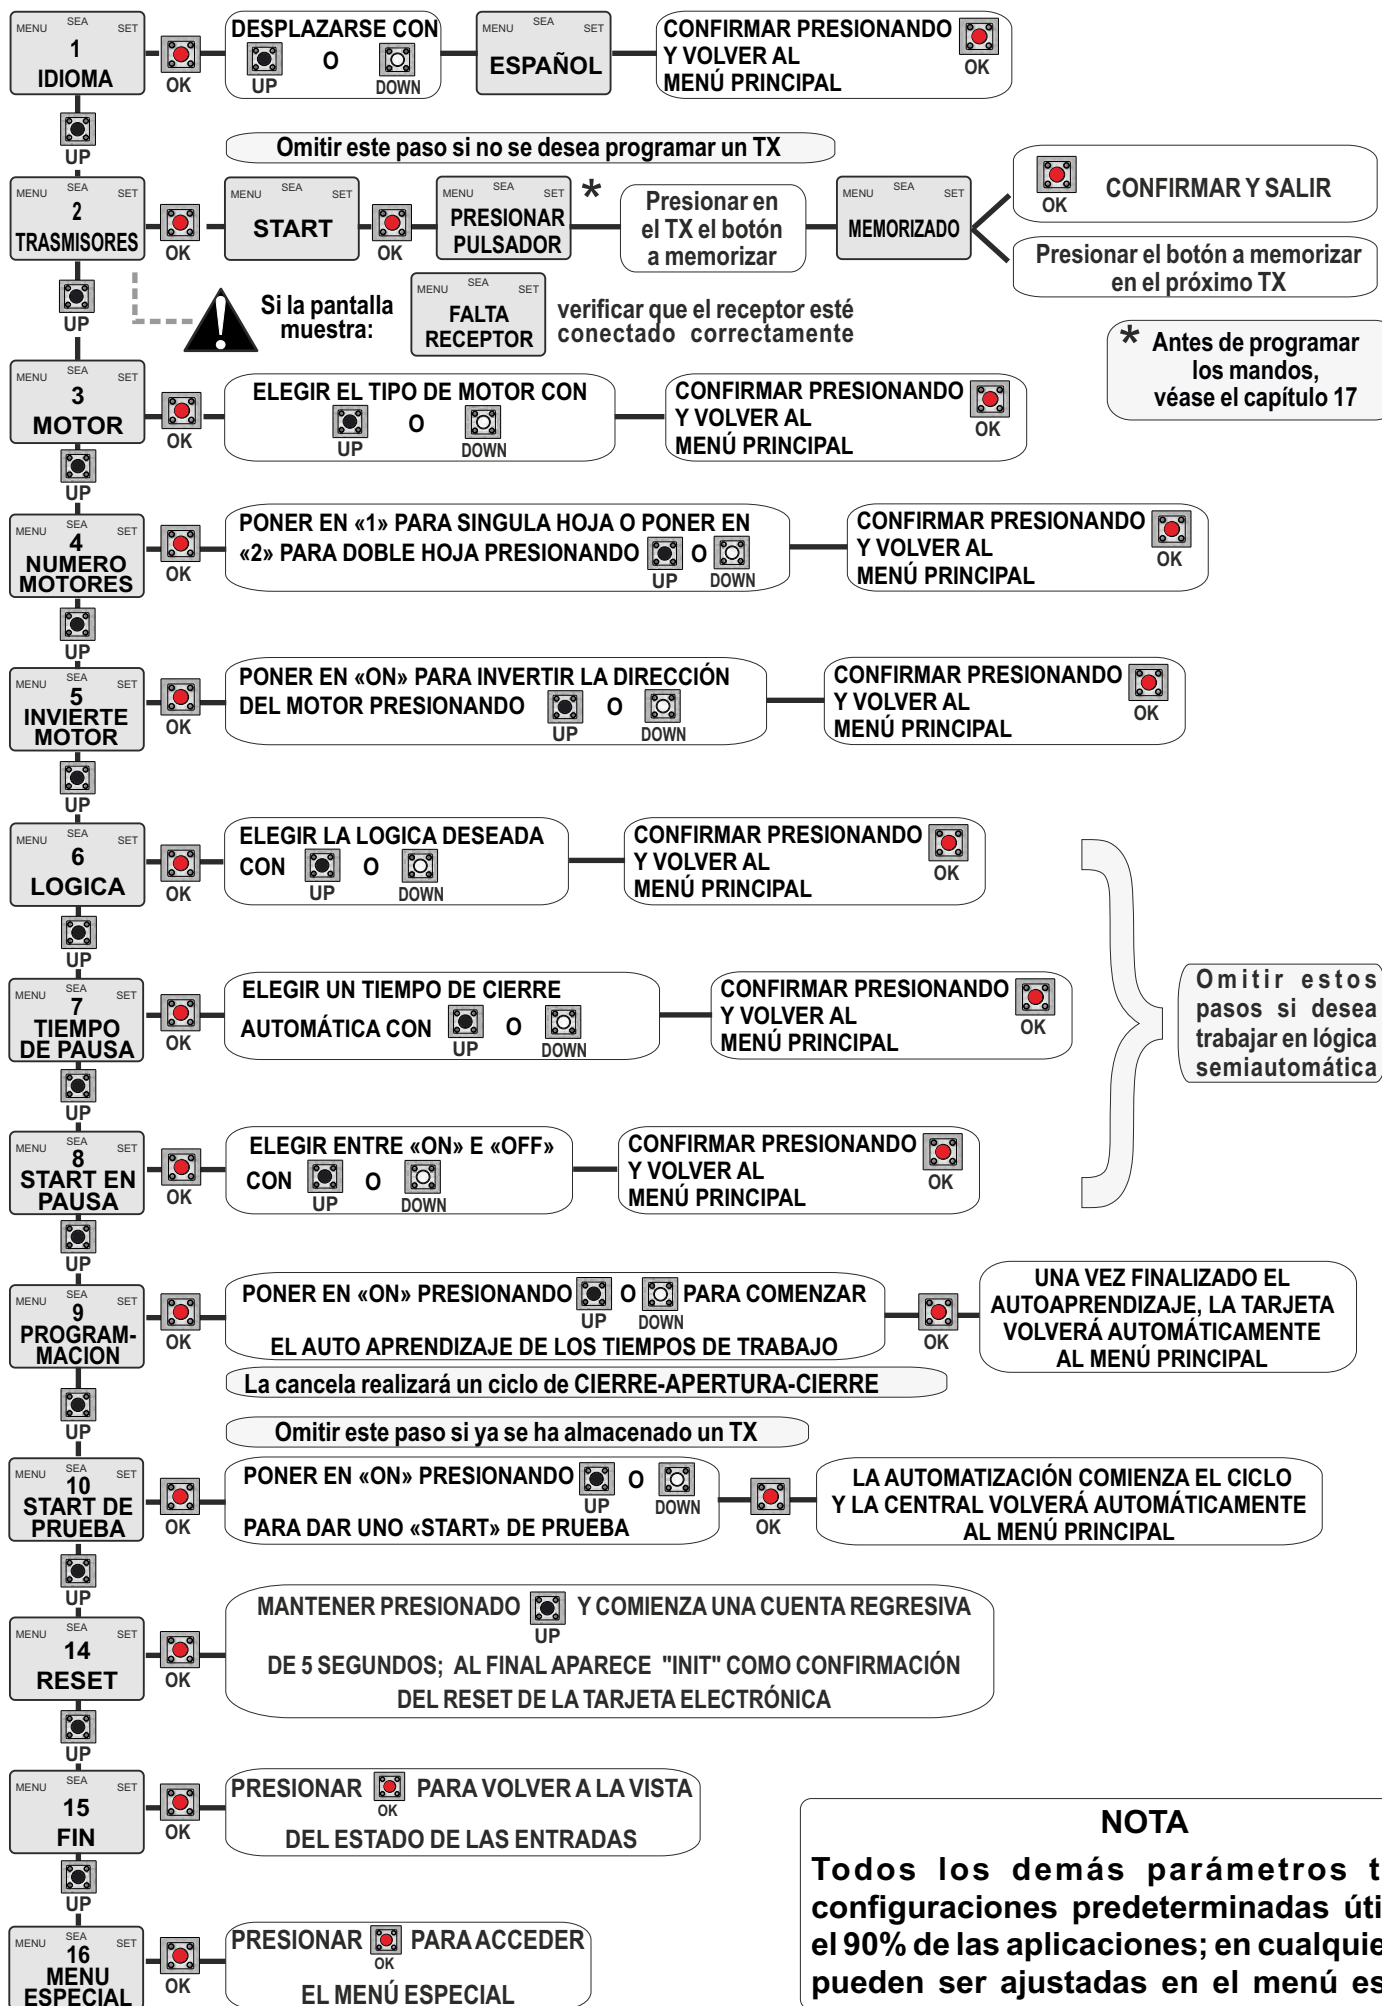 MENU SEA SET
1
IDIOMA
OK
DESPLAZARSE CON
O
UP
DOWN
MENU SEA SET
ESPAÑOL
CONFIRMAR PRESIONANDO
Y VOLVER AL
MENÚ PRINCIPAL
OK
UP
Omitir este paso si no se desea programar un TX
MENU SEA SET
2
TRASMISORES
OK
MENU SEA SET
START
OK
MENU SEA SET
PRESIONAR
PULSADOR
*
Presionar en
el TX el botón
a memorizar
MENU SEA SET
MEMORIZADO
OK
CONFIRMAR Y SALIR
Presionar el botón a memorizar
en el próximo TX
UP
Si la pantalla
muestra:
MENU SEA SET
FALTA
RECEPTOR
verificar que el receptor esté
conectado correctamente
* Antes de programar
los mandos,
véase el capítulo 17
MENU SEA SET
3
MOTOR
OK
ELEGIR EL TIPO DE MOTOR CON
O
UP
DOWN
CONFIRMAR PRESIONANDO
Y VOLVER AL
MENÚ PRINCIPAL
OK
UP
MENU SEA SET
4
NUMERO
MOTORES
OK
PONER EN «1» PARA SINGULA HOJA O PONER EN
«2» PARA DOBLE HOJA PRESIONANDO O
UP
DOWN
CONFIRMAR PRESIONANDO
Y VOLVER AL
MENÚ PRINCIPAL
OK
UP
MENU SEA SET
5
INVIERTE
MOTOR
OK
PONER EN «ON» PARA INVERTIR LA DIRECCIÓN
DEL MOTOR PRESIONANDO O
UP
DOWN
CONFIRMAR PRESIONANDO
Y VOLVER AL
MENÚ PRINCIPAL
OK
UP
MENU SEA SET
6
LOGICA
OK
ELEGIR LA LOGICA DESEADA
CON O
UP
DOWN
CONFIRMAR PRESIONANDO
Y VOLVER AL
MENÚ PRINCIPAL
OK
UP
MENU SEA SET
7
TIEMPO
DE PAUSA
OK
ELEGIR UN TIEMPO DE CIERRE
AUTOMÁTICA CON O
UP
DOWN
CONFIRMAR PRESIONANDO
Y VOLVER AL
MENÚ PRINCIPAL
OK
Omitir estos
pasos si desea
trabajar en lógica
semiautomática
UP
MENU SEA SET
8
START EN
PAUSA
OK
ELEGIR ENTRE «ON» E «OFF»
CON O
UP
DOWN
CONFIRMAR PRESIONANDO
Y VOLVER AL
MENÚ PRINCIPAL
OK
UP
MENU SEA SET
9
PROGRAM-
MACION
OK
PONER EN «ON» PRESIONANDO O PARA COMENZAR
UP
DOWN
EL AUTO APRENDIZAJE DE LOS TIEMPOS DE TRABAJO
OK
UNA VEZ FINALIZADO EL
AUTOAPRENDIZAJE, LA TARJETA
VOLVERÁ AUTOMÁTICAMENTE
AL MENÚ PRINCIPAL
La cancela realizará un ciclo de CIERRE-APERTURA-CIERRE
UP
Omitir este paso si ya se ha almacenado un TX
MENU SEA SET
10
START DE
PRUEBA
OK
PONER EN «ON» PRESIONANDO O
UP
DOWN
PARA DAR UNO «START» DE PRUEBA
OK
LA AUTOMATIZACIÓN COMIENZA EL CICLO
Y LA CENTRAL VOLVERÁ AUTOMÁTICAMENTE
AL MENÚ PRINCIPAL
UP
MENU SEA SET
14
RESET
OK
MANTENER PRESIONADO Y COMIENZA UNA CUENTA REGRESIVA
UP
DE 5 SEGUNDOS; AL FINAL APARECE "INIT" COMO CONFIRMACIÓN
DEL RESET DE LA TARJETA ELECTRÓNICA
UP
MENU SEA SET
15
FIN
OK
PRESIONAR PARA VOLVER A LA VISTA
OK
DEL ESTADO DE LAS ENTRADAS
UP
MENU SEA SET
16
MENU
ESPECIAL
OK
PRESIONAR PARA ACCEDER
OK
EL MENÚ ESPECIAL
NOTA
Todos los demás parámetros
configuraciones predeterminadas
el 90% de las aplicaciones; en
pueden ser ajustadas en el menú